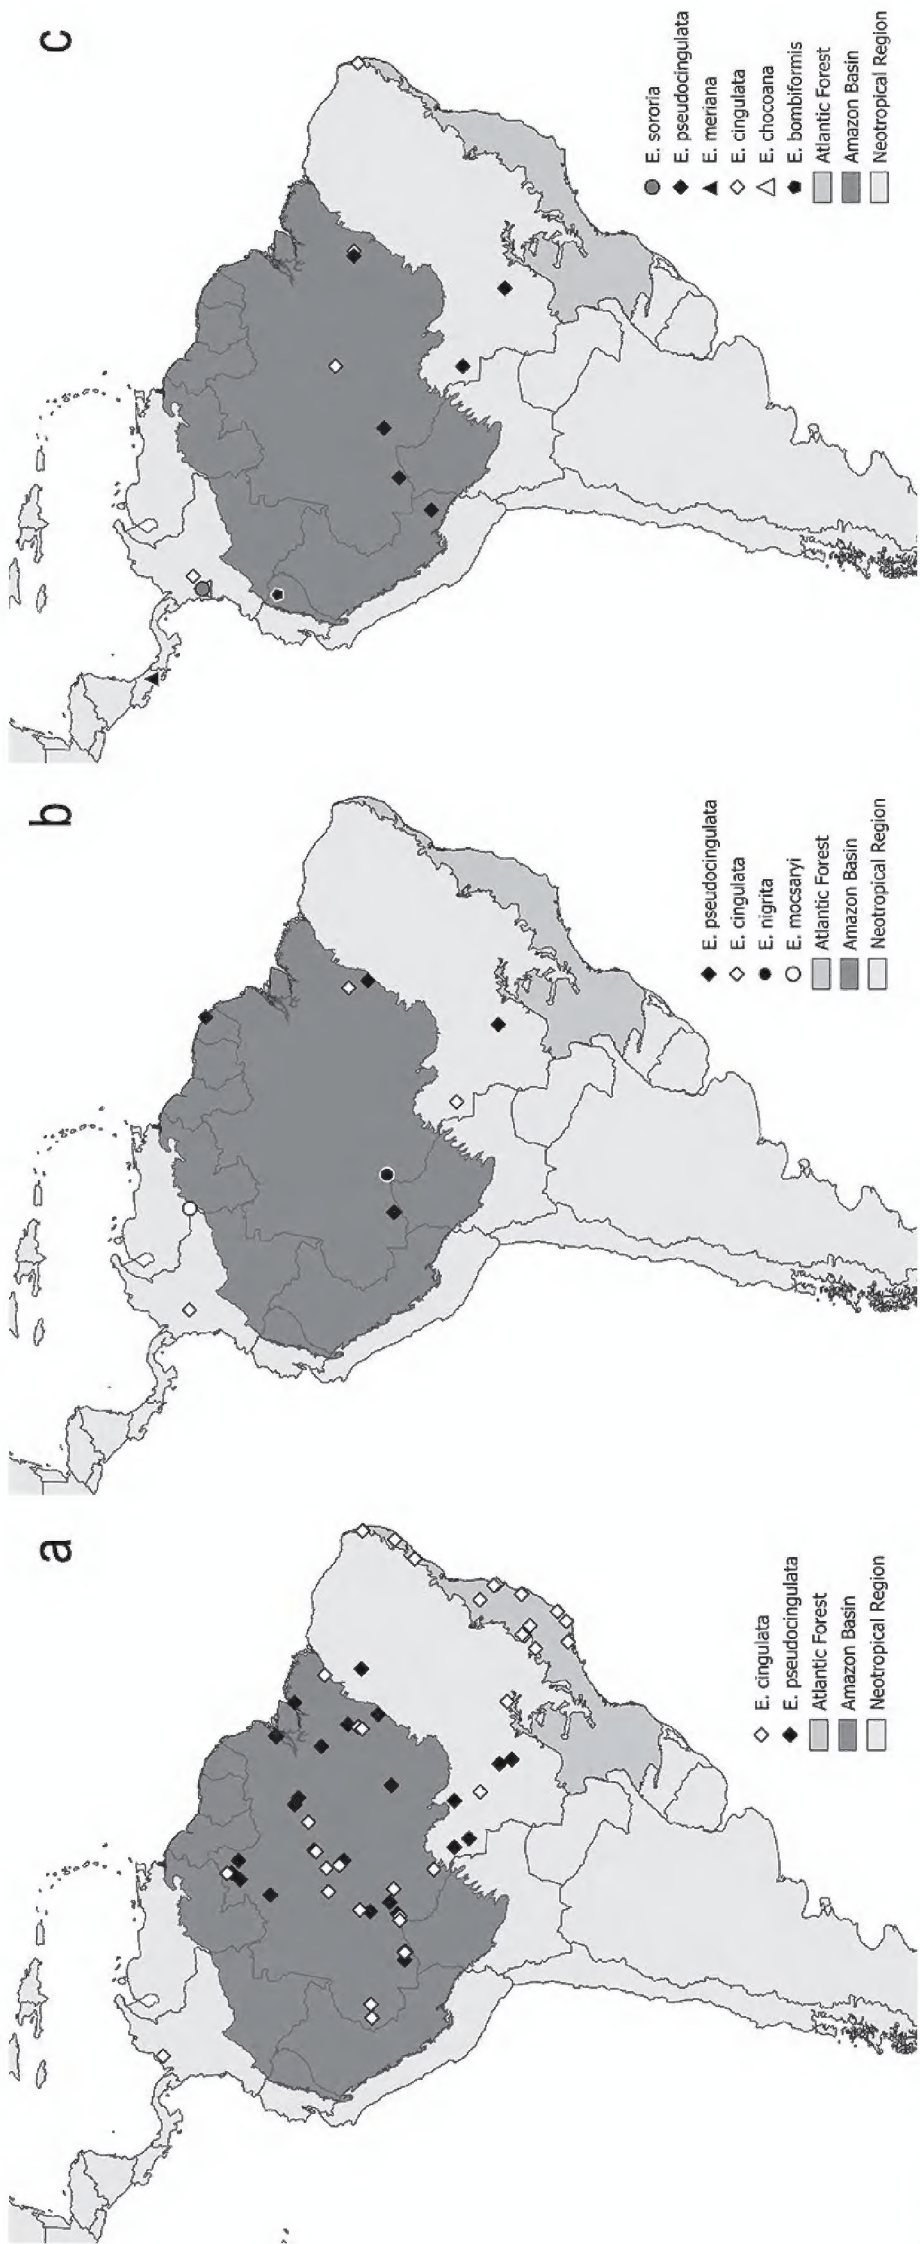 a
E. cingulata
E. pseudocingulata
Atlantic Forest
Amazon Basin
Neotropical Region
b
E. pseudocingulata
E. cingulata
E. nigrita
E. mocsaryi
Atlantic Forest
Amazon Basin
Neotropical Region
c
E. sororia
E. pseudocingulata
E. meriana
E. cingulata
E. chocoana
E. bombiformis
Atlantic Forest
Amazon Basin
Neotropical Region